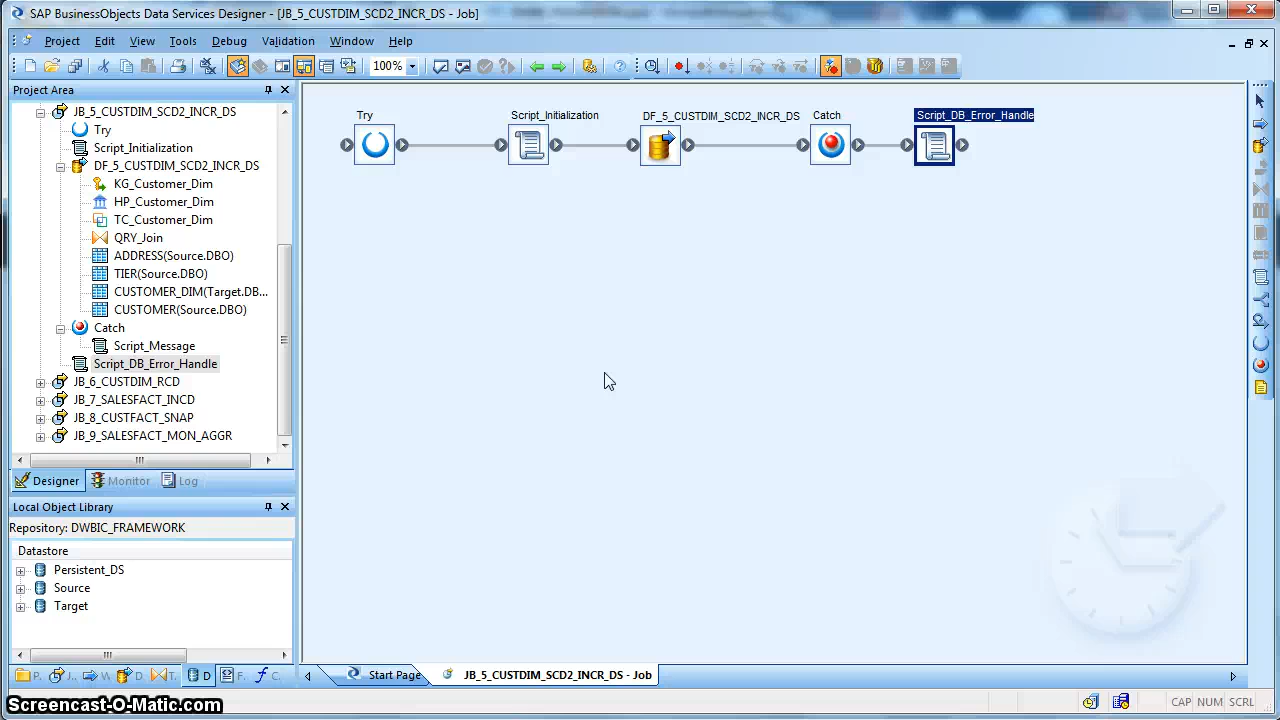 SAP BusinessObjects Data Services Designer - [JB_5_CUSTDIM_SCD2_INCR_DS - Job]
Project Edit View Tools Debug Validation Window Help
100%
Project Area
JB_5_CUSTDIM_SCD2_INCR_DS
Try
Script_Initialization
DF_5_CUSTDIM_SCD2_INCR_DS
KG_Customer_Dim
HP_Customer_Dim
TC_Customer_Dim
QRY_Join
ADDRESS(Source.DBO)
TIER(Source.DBO)
CUSTOMER_DIM(Target.DB...
CUSTOMER(Source.DBO)
Catch
Script_Message
Script_DB_Error_Handle
JB_6_CUSTDIM_RCD
JB_7_SALESFACT_INCD
JB_8_CUSTFACT_SNAP
JB_9_SALESFACT_MON_AGGR
Designer Monitor Log
Local Object Library
Repository: DWBIC_FRAMEWORK
Datastore
Persistent_DS
Source
Target
P. J.. W D. T. D F. C.
Try Script_Initialization DF_5_CUSTDIM_SCD2_INCR_DS Catch Script_DB_Error_Handle
Start Page JB_5_CUSTDIM_SCD2_INCR_DS - Job
CAP NUM SCRL
Screencast-O-Matic.com